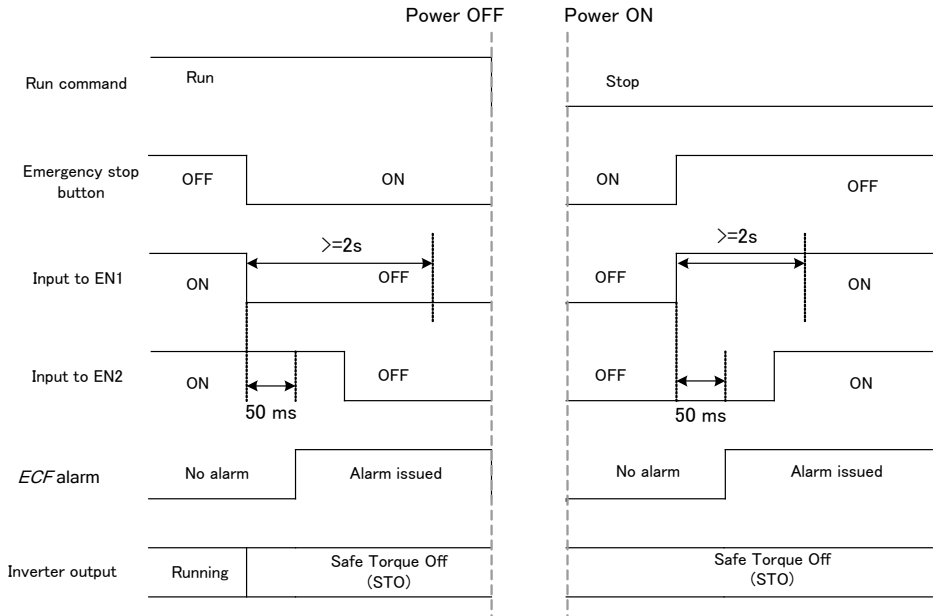 Power OFF
Power ON
Run command
Run
Stop
Emergency stop
button
OFF
ON
ON
OFF
>=2s
>=2s
Input to EN1
ON
OFF
OFF
ON
Input to EN2
ON
OFF
OFF
ON
50 ms
50 ms
ECF alarm
No alarm
Alarm issued
No alarm
Alarm issued
Inverter output
Running
Safe Torque Off
(STO)
Safe Torque Off
(STO)